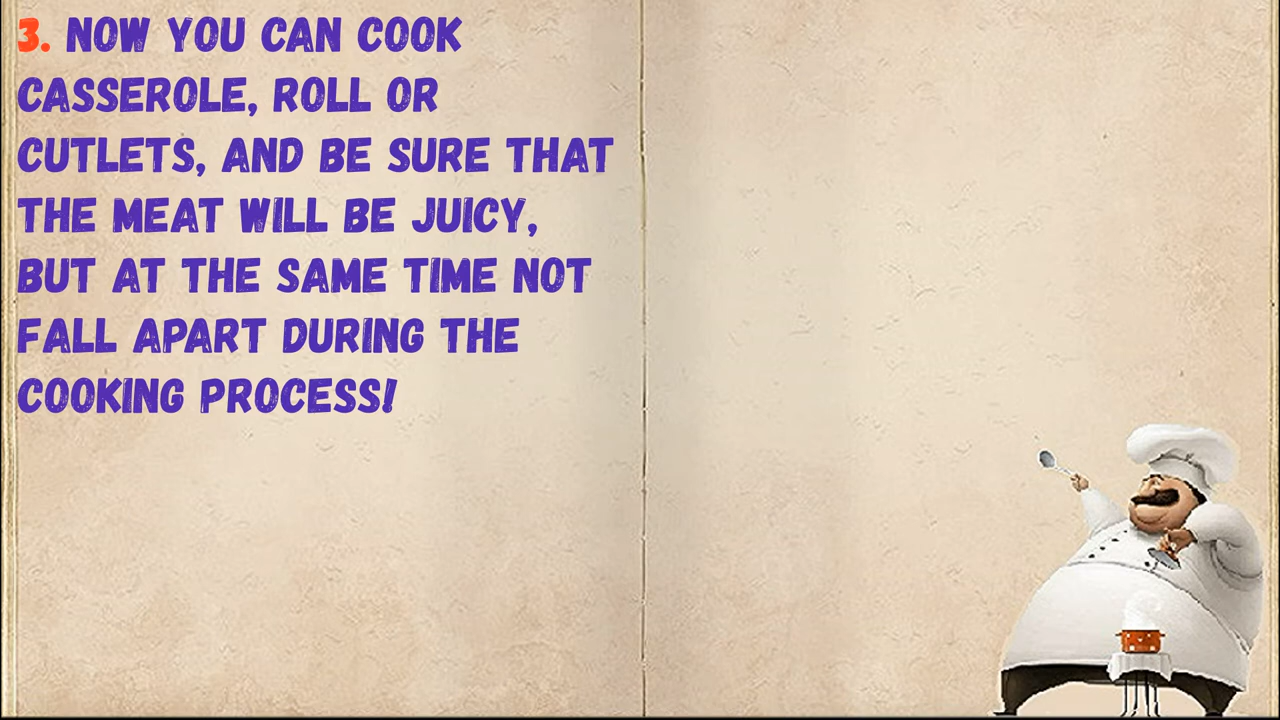 3. NOW YOU CAN COOK
CASSEROLE, ROLL OR
CUTLETS, AND BE SURE THAT
THE MEAT WILL BE JUICY,
BUT AT THE SAME TIME NOT
FALL APART DURING THE
COOKING PROCESS!